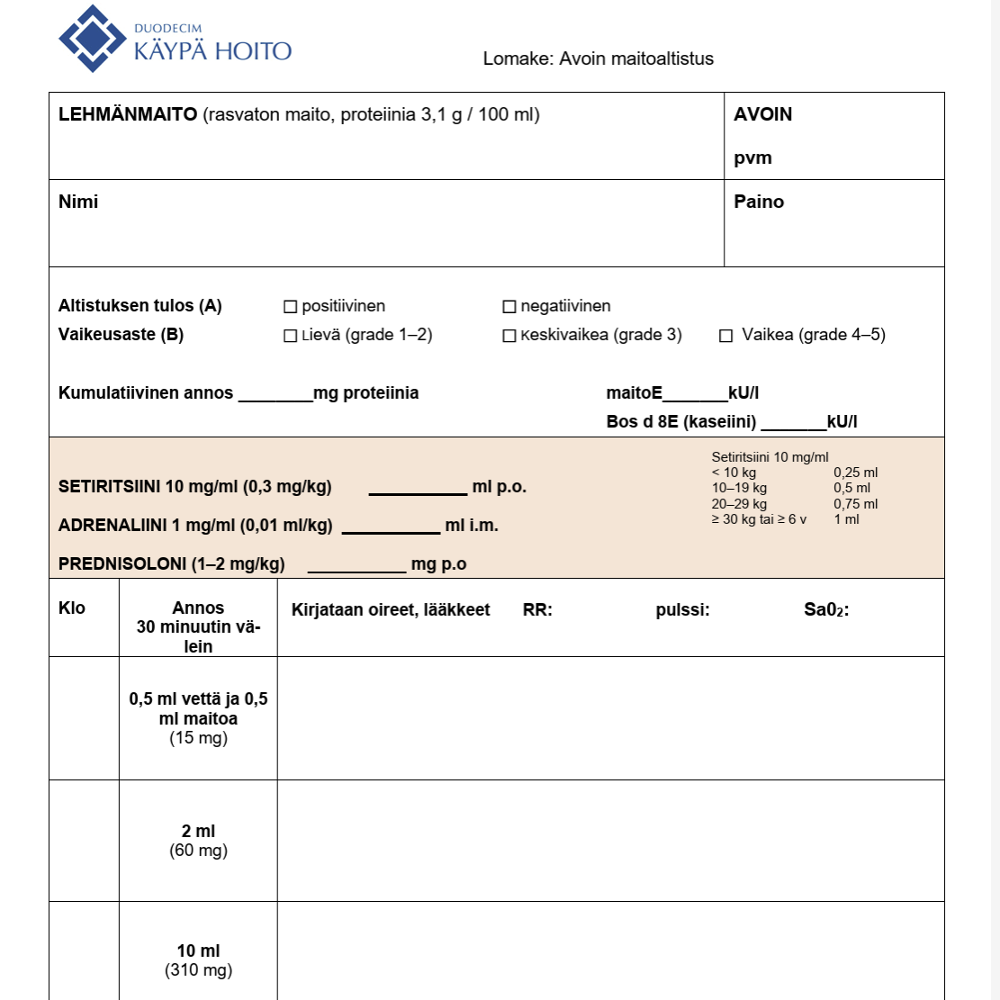 DUODECIM
KÄYPÄ HOITO
Lomake: Avoin maitoaltistus
LEHMÄNMAITO (rasvaton maito, proteiinia 3,1 g / 100 ml)
AVOIN
pvm
Nimi
Paino
Altistuksen tulos (A) ☐ positiivinen ☐ negatiivinen
Vaikeusaste (B) ☐ Lievä (grade 1–2) ☐ Keskivaikea (grade 3) ☐ Vaikea (grade 4–5)
Kumulatiivinen annos ________mg proteiinia maitoE_______kU/l
Bos d 8E (kaseiini) _______kU/l
SETIRITSIINI 10 mg/ml (0,3 mg/kg) __________ ml p.o.
ADRENALIINI 1 mg/ml (0,01 ml/kg) __________ ml i.m.
PREDNISOLONI (1–2 mg/kg) __________ mg p.o
Setiritsiini 10 mg/ml
< 10 kg 0,25 ml
10–19 kg 0,5 ml
20–29 kg 0,75 ml
≥ 30 kg tai ≥ 6 v 1 ml
Klo
Annos
30 minuutin vä-
lein
Kirjataan oireet, lääkkeet RR: pulssi: Sa0₂:
0,5 ml vettä ja 0,5
ml maitoa
(15 mg)
2 ml
(60 mg)
10 ml
(310 mg)